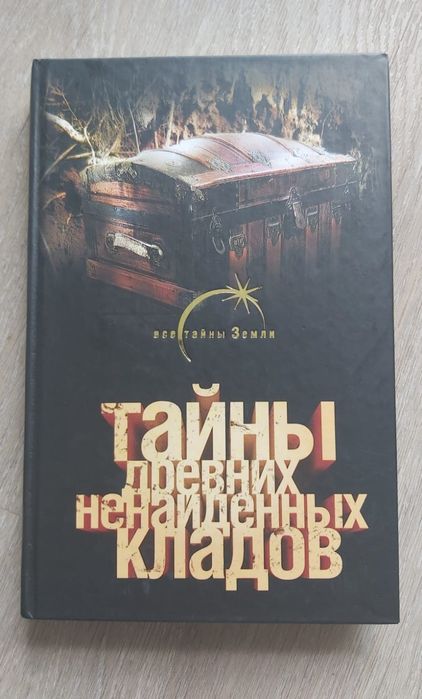 все тайны Земли
тайны
древних
ненайденных
кладов